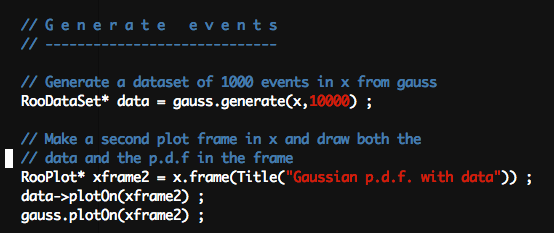 // G e n e r a t e   e v e n t s
// -----------------------------
// Generate a dataset of 1000 events in x from gauss
RooDataSet* data = gauss.generate(x,10000) ;
// Make a second plot frame in x and draw both the
// data and the p.d.f in the frame
RooPlot* xframe2 = x.frame(Title("Gaussian p.d.f. with data")) ;
data->plotOn(xframe2) ;
gauss.plotOn(xframe2) ;